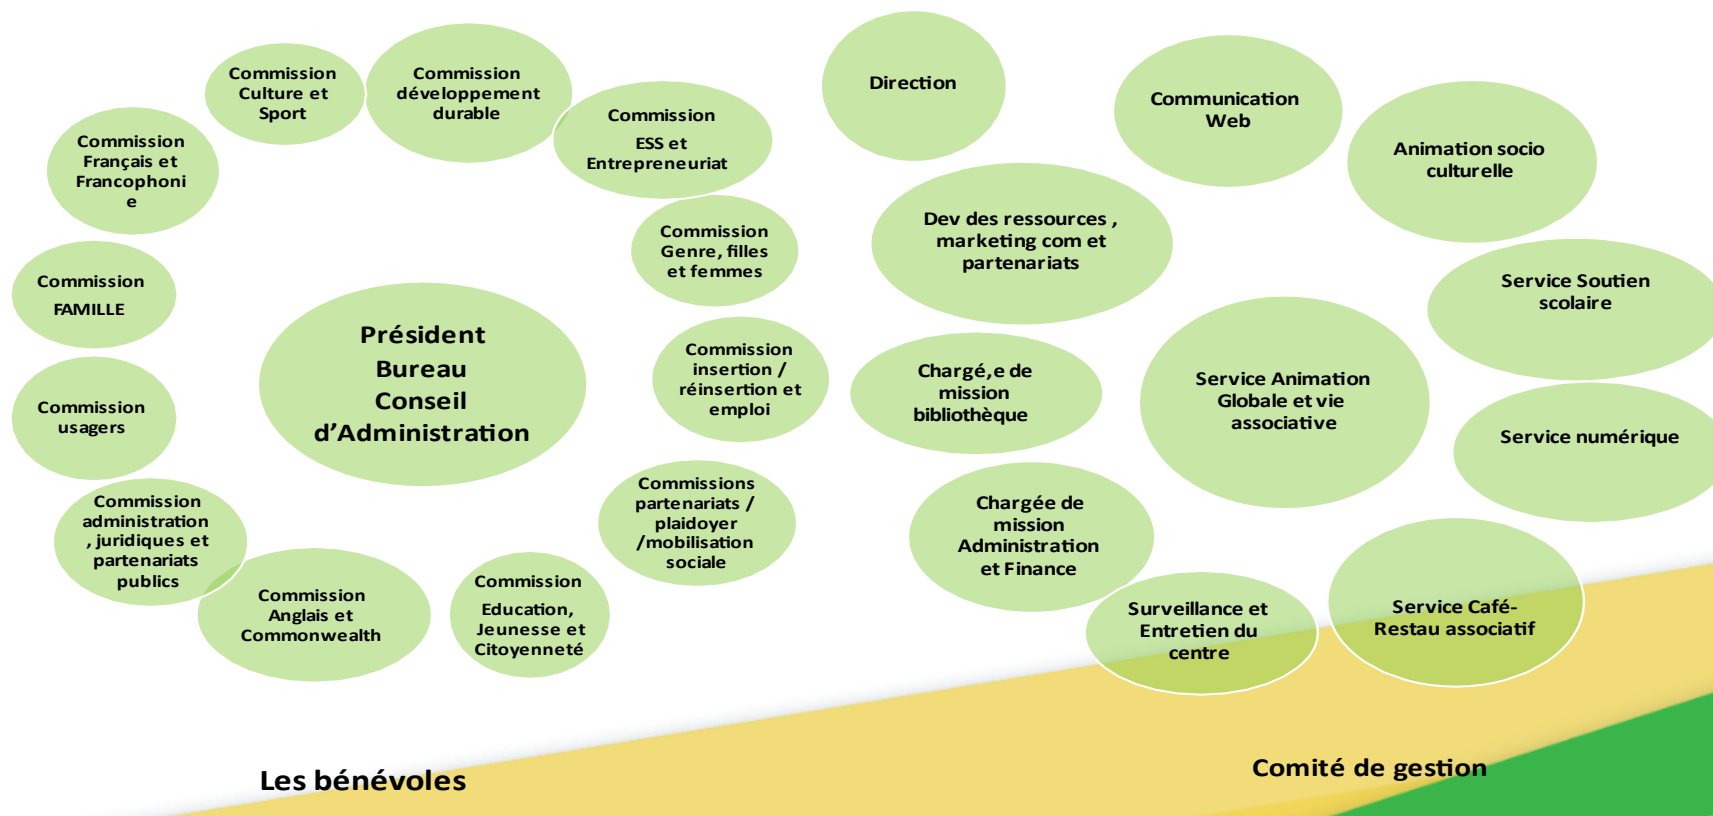 Commission
Culture et
Sport
Commission
développement
durable
Commission
ESS et
Entrepreneuriat
Commission
Français et
Francophoni
e
Commission
Genre, filles
et femmes
Commission
FAMILLE
Président
Bureau
Conseil
d’Administration
Commission
insertion /
réinsertion et
emploi
Commission
usagers
Commission
administration
, juridiques et
partenariats
publics
Commissions
partenariats /
plaidoyer
/mobilisation
sociale
Commission
Anglais et
Commonwealth
Commission
Education,
Jeunesse et
Citoyenneté
Les bénévoles
Direction
Communication
Web
Animation socio
culturelle
Dev des ressources ,
marketing com et
partenariats
Service Soutien
scolaire
Chargé,e de
mission
bibliothèque
Service Animation
Globale et vie
associative
Service numérique
Chargée de
mission
Administration
et Finance
Surveillance et
Entretien du
centre
Service Café-
Restau associatif
Comité de gestion